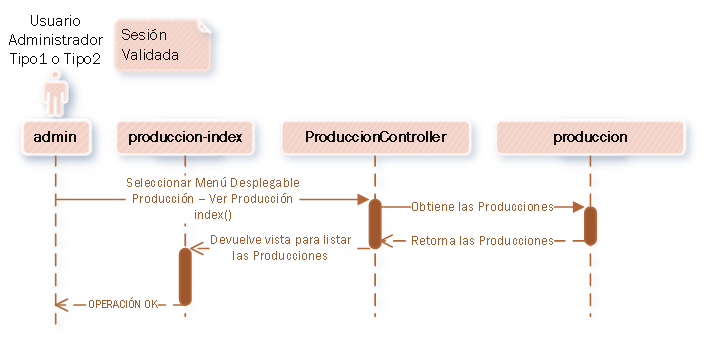 Usuario
Administrador
Tipo1 o Tipo2
Sesión
Validada
admin
produccion-index
ProduccionController
produccion
Seleccionar Menú Desplegable
Producción – Ver Producción
index()
Obtiene las Producciones
Devuelve vista para listar
las Producciones
Retorna las Producciones
OPERACIÓN OK